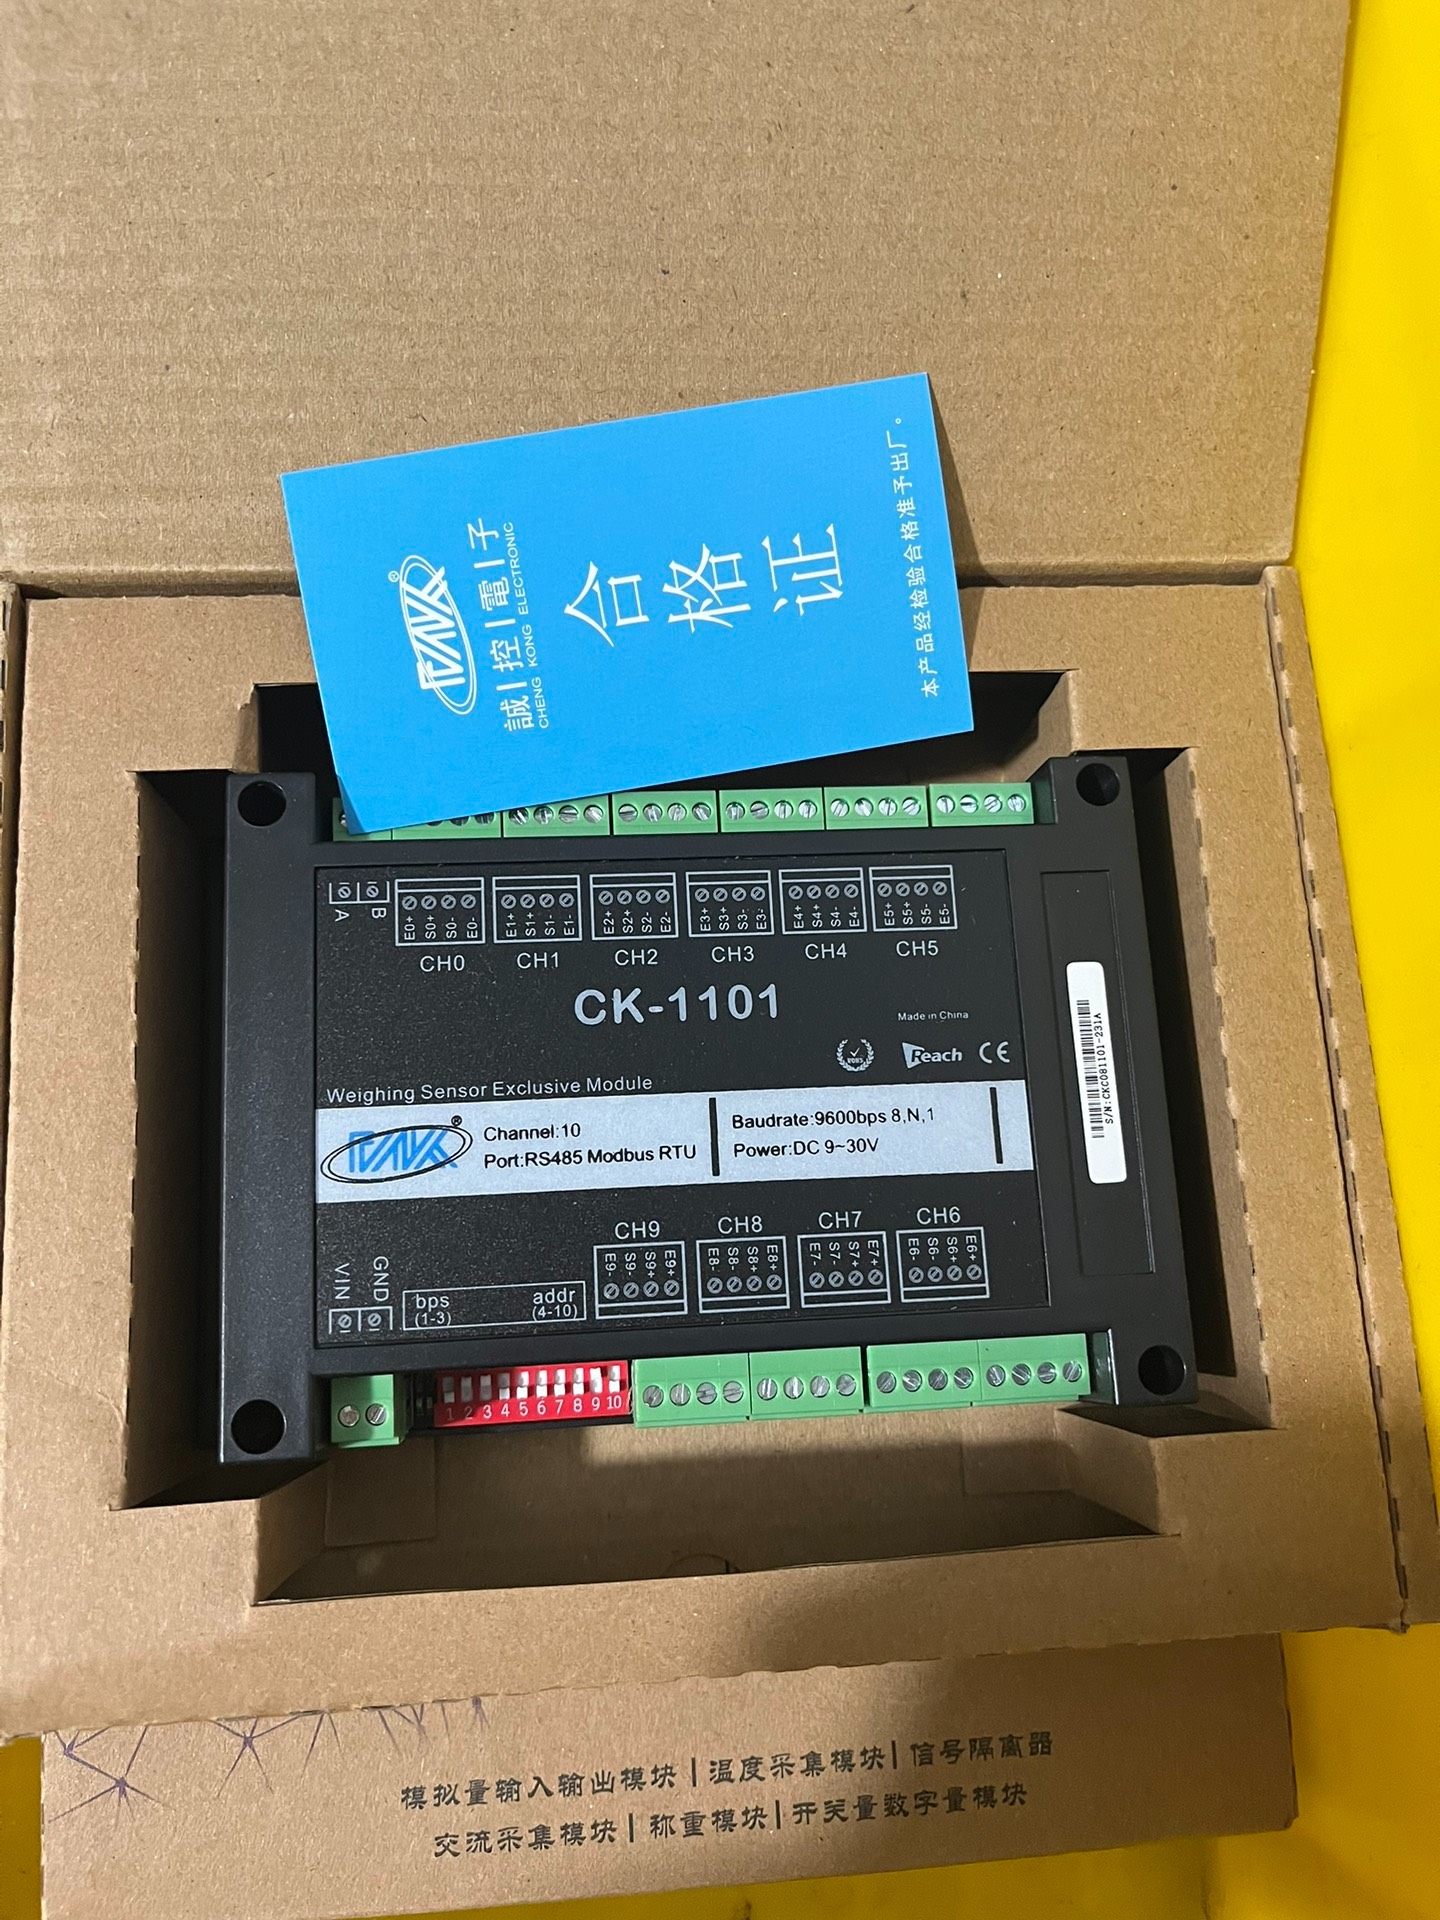 誠|控|電|子
CHENG KONG ELECTRONIC
合格证
本产品经检验合格准予出厂。
A
B
E0+ S0+ S0- E0-
E1+ S1+ S1- E1-
E2+ S2+ S2- E2-
E3+ S3+ S3- E3-
E4+ S4+ S4- E4-
E5+ S5+ S5- E5-
CH0 CH1 CH2 CH3 CH4 CH5
CK-1101
Made in China
ROHS
Reach CE
Weighing Sensor Exclusive Module
Channel:10
Port:RS485 Modbus RTU
Baudrate:9600bps 8,N,1
Power:DC 9~30V
S/N:CKC081101-231A
CH9 CH8 CH7 CH6
E9- S9- S9+ E9+
E8- S8- S8+ E8+
E7- S7- S7+ E7+
E6- S6- S6+ E6+
VIN
GND
bps
(1-3)
addr
(4-10)
1 2 3 4 5 6 7 8 9 10
模拟量输入输出模块|温度采集模块|信号隔离器
交流采集模块|称重模块|开关量数字量模块